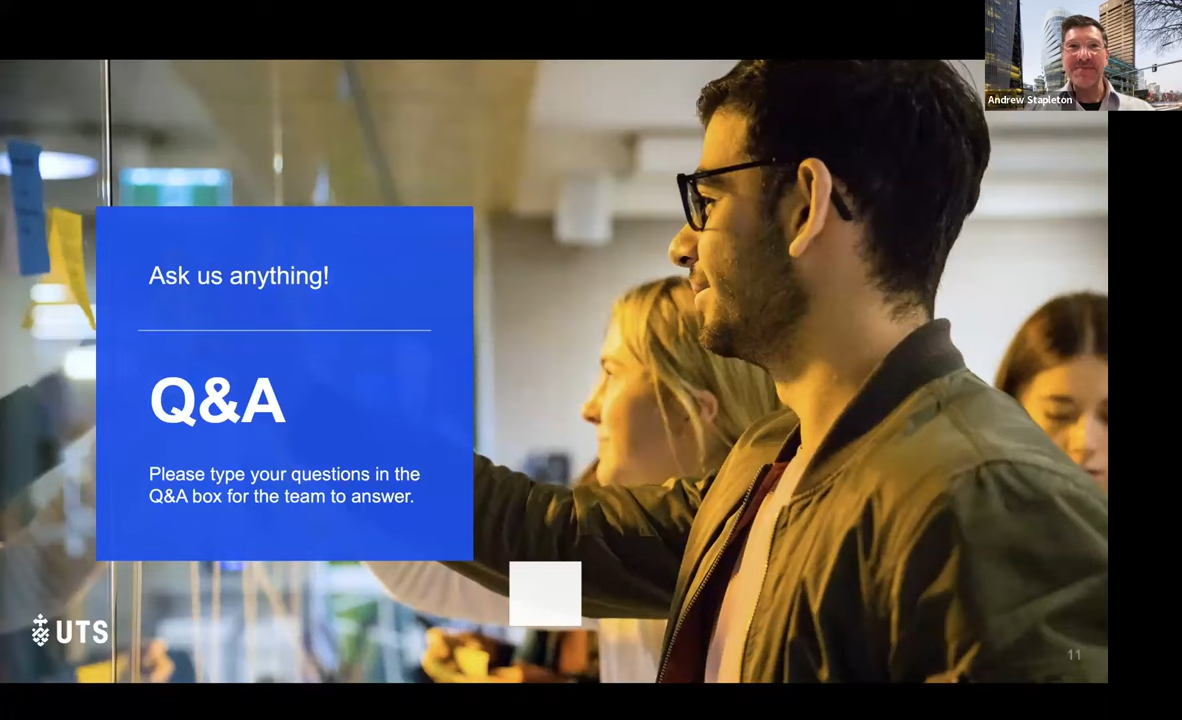 Andrew Stapleton
Ask us anything!
Q&A
Please type your questions in the
Q&A box for the team to answer.
UTS
11